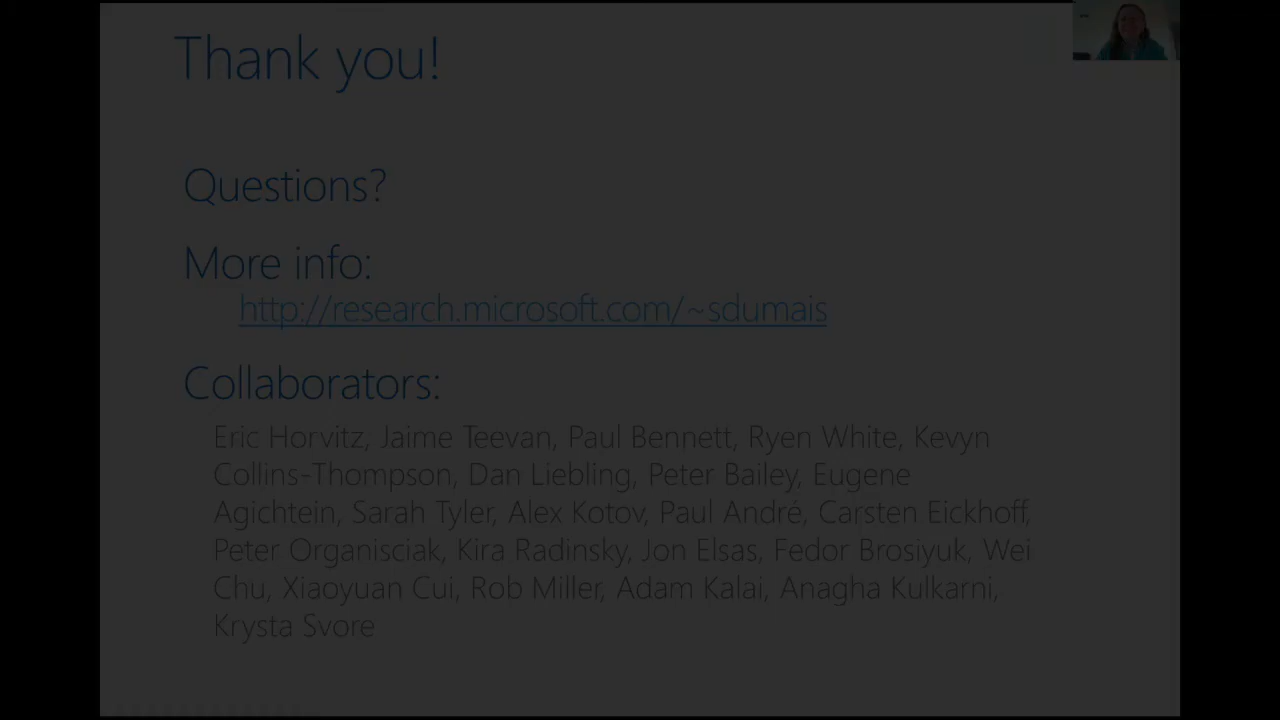 Thank you!
Questions?
More info:
http://research.microsoft.com/~sdumais
Collaborators:
Eric Horvitz, Jaime Teevan, Paul Bennett, Ryen White, Kevyn
Collins-Thompson, Dan Liebling, Peter Bailey, Eugene
Agichtein, Sarah Tyler, Alex Kotov, Paul André, Carsten Eickhoff,
Peter Organisciak, Kira Radinsky, Jon Elsas, Fedor Brosiyuk, Wei
Chu, Xiaoyuan Cui, Rob Miller, Adam Kalai, Anagha Kulkarni,
Krysta Svore